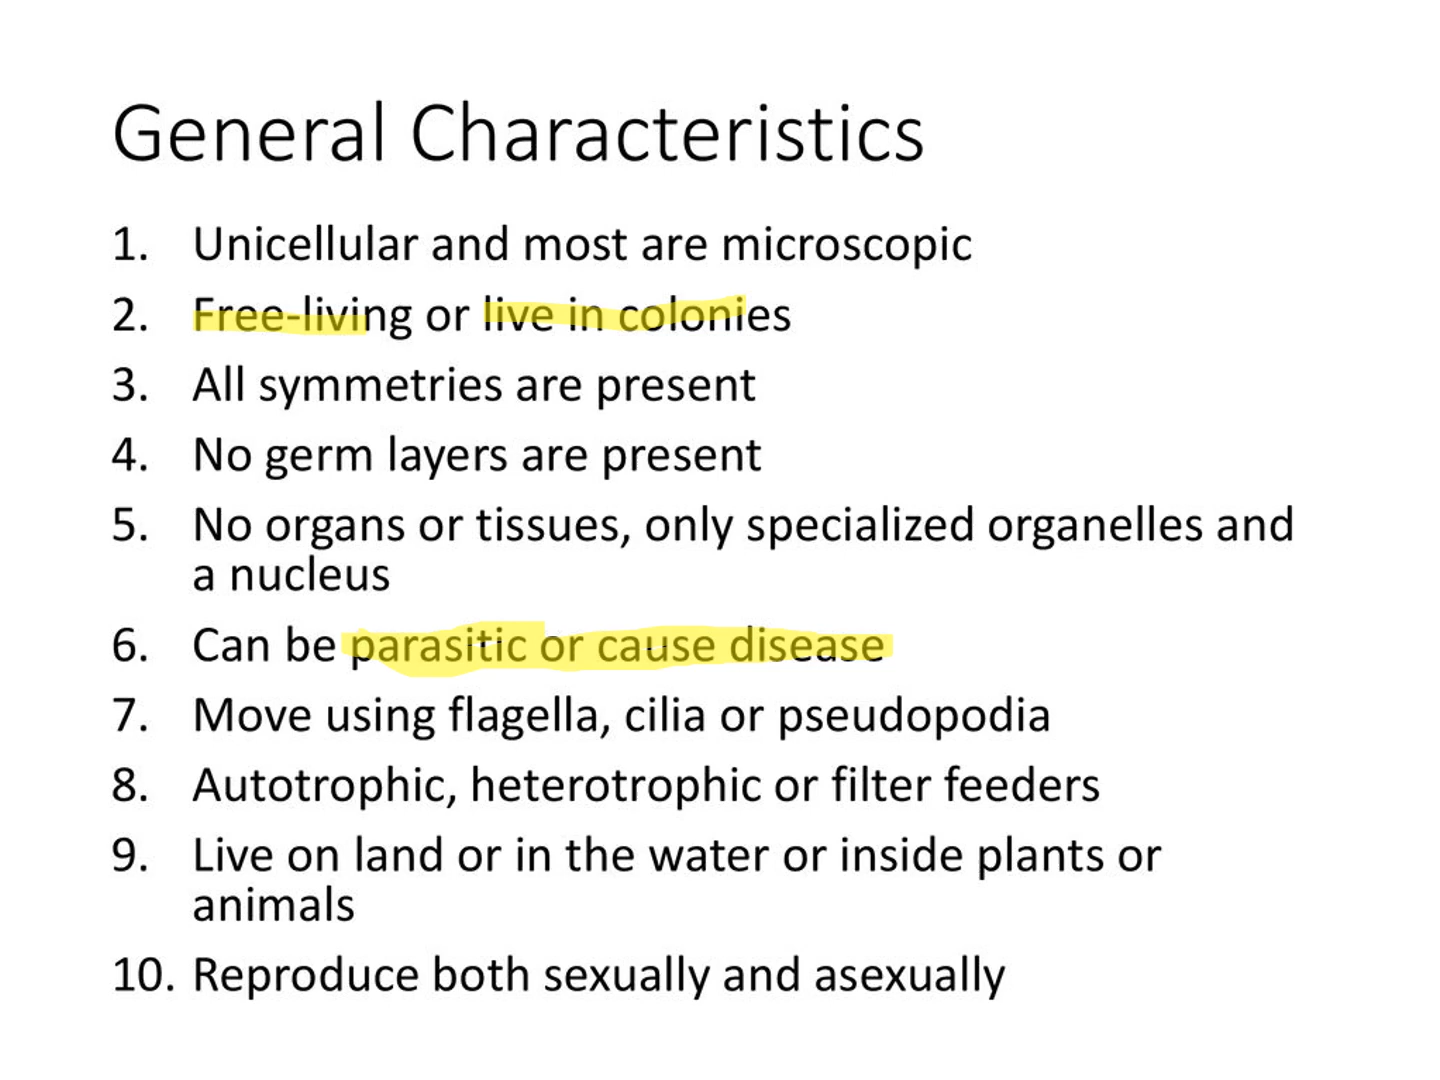 General Characteristics
1. Unicellular and most are microscopic
2. Free-living or live in colonies
3. All symmetries are present
4. No germ layers are present
5. No organs or tissues, only specialized organelles and
a nucleus
6. Can be parasitic or cause disease
7. Move using flagella, cilia or pseudopodia
8. Autotrophic, heterotrophic or filter feeders
9. Live on land or in the water or inside plants or
animals
10. Reproduce both sexually and asexually